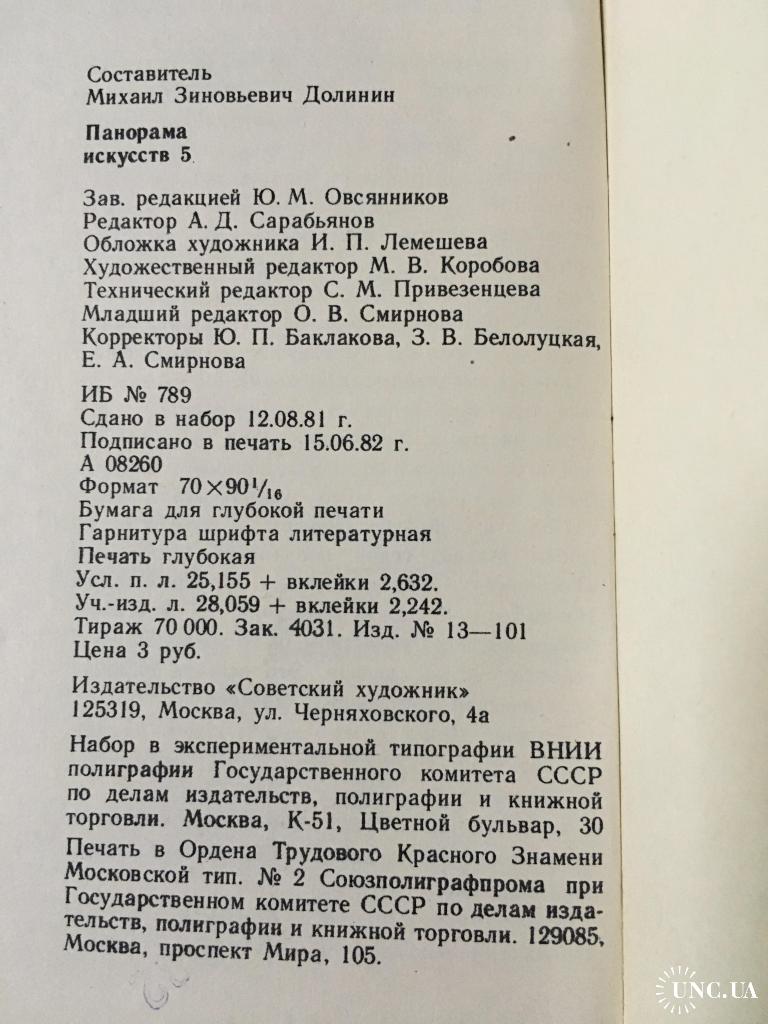 Составитель
Михаил Зиновьевич Долинин
Панорама
искусств 5
Зав. редакцией Ю. М. Овсянников
Редактор А. Д. Сарабьянов
Обложка художника И. П. Лемешева
Художественный редактор М. В. Коробова
Технический редактор С. М. Привезенцева
Младший редактор О. В. Смирнова
Корректоры Ю. П. Баклакова, З. В. Белолуцкая,
Е. А. Смирнова
ИБ № 789
Сдано в набор 12.08.81 г.
Подписано в печать 15.06.82 г.
А 08260
Формат 70×90¹/₁₆
Бумага для глубокой печати
Гарнитура шрифта литературная
Печать глубокая
Усл. п. л. 25,155 + вклейки 2,632.
Уч.-изд. л. 28,059 + вклейки 2,242.
Тираж 70 000. Зак. 4031. Изд. № 13—101
Цена 3 руб.
Издательство «Советский художник»
125319, Москва, ул. Черняховского, 4а
Набор в экспериментальной типографии ВНИИ
полиграфии Государственного комитета СССР
по делам издательств, полиграфии и книжной
торговли. Москва, К-51, Цветной бульвар, 30
Печать в Ордена Трудового Красного Знамени
Московской тип. № 2 Союзполиграфпрома при
Государственном комитете СССР по делам изда-
тельств, полиграфии и книжной торговли. 129085,
Москва, проспект Мира, 105.
UNC.UA